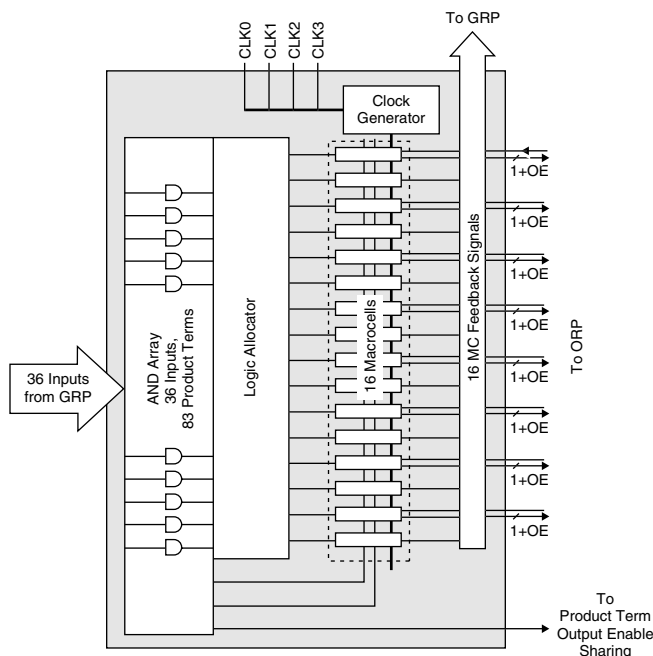 To GRP
CLK0
CLK1
CLK2
CLK3
Clock
Generator
1+OE
1+OE
1+OE
1+OE
1+OE
1+OE
1+OE
1+OE
36 Inputs
from GRP
AND Array
36 Inputs,
83 Product Terms
Logic Allocator
16 Macrocells
16 MC Feedback Signals
To ORP
To
Product Term
Output Enable
Sharing